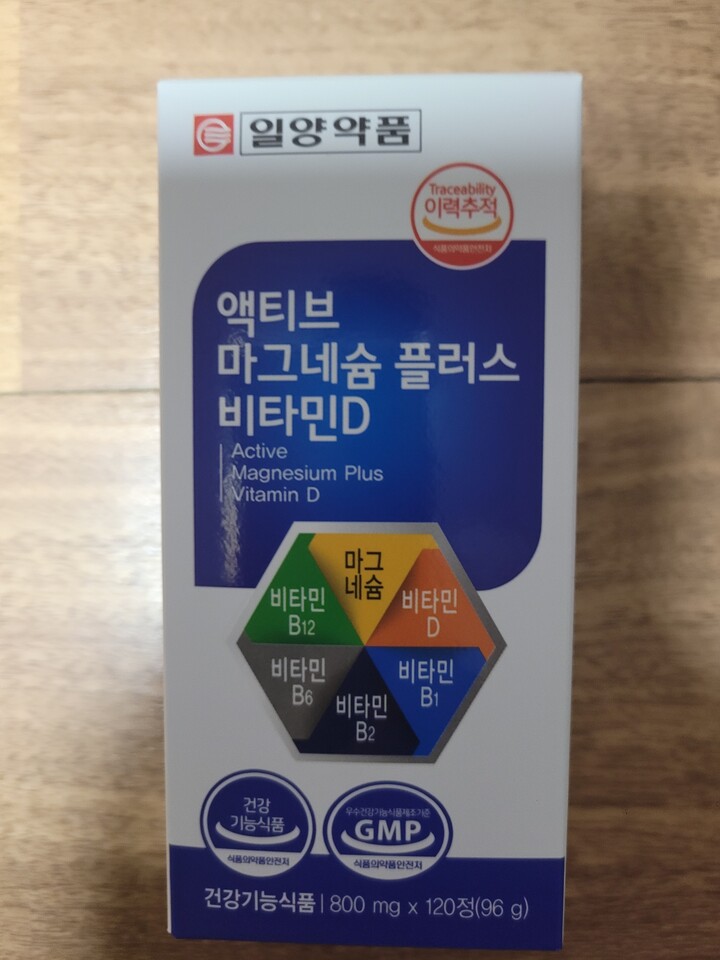 일양약품
Traceability
이력추적
식품의약품안전처
액티브
마그네슘 플러스
비타민D
Active
Magnesium Plus
Vitamin D
마그
네슘
비타민
B12
비타민
D
비타민
B6
비타민
B1
비타민
B2
건강
기능식품
식품의약품안전처
우수건강기능식품제조기준
GMP
식품의약품안전처
건강기능식품 | 800 mg x 120정(96 g)